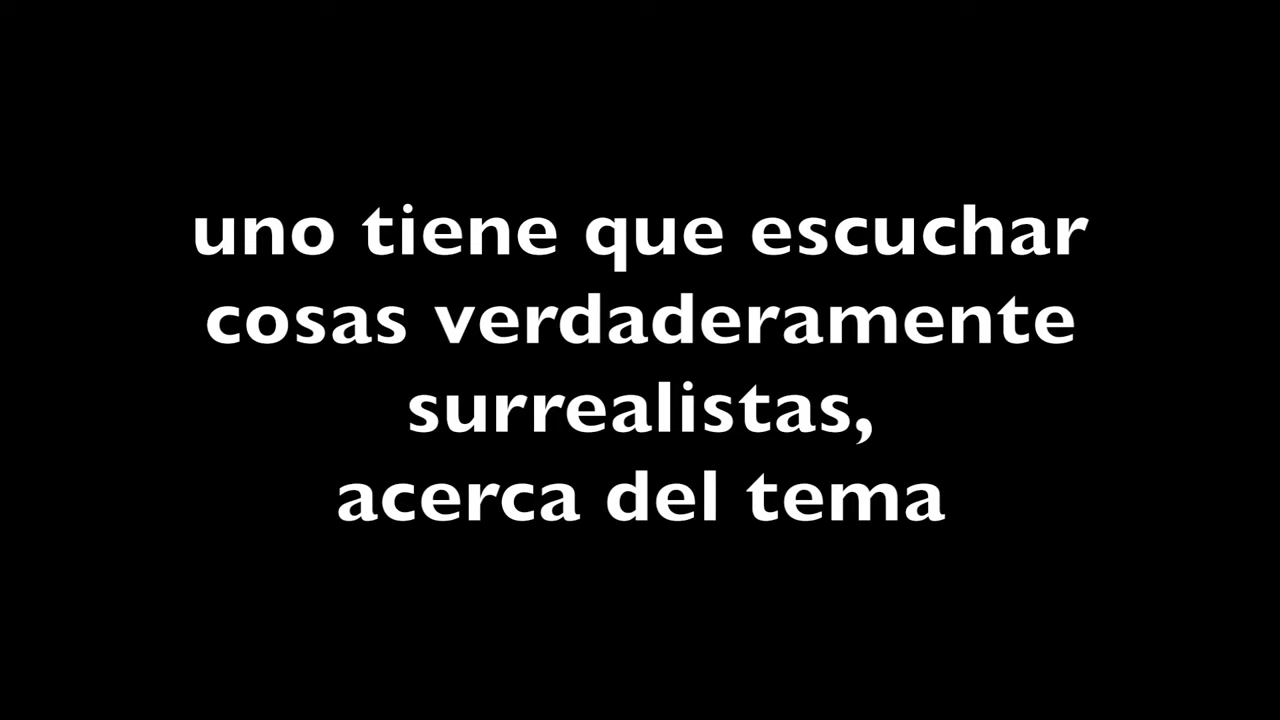 uno tiene que escuchar
cosas verdaderamente
surrealistas,
acerca del tema